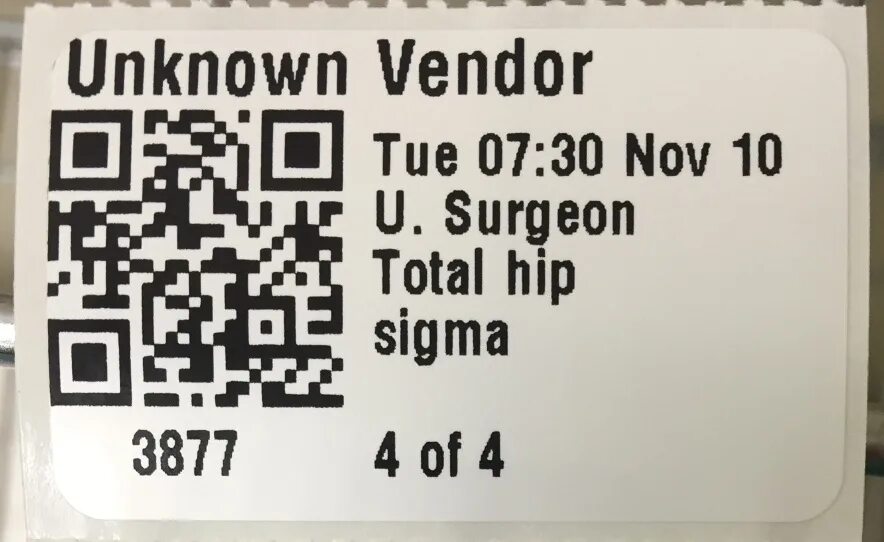 Unknown Vendor
Tue 07:30 Nov 10
U. Surgeon
Total hip
sigma
3877 4 of 4